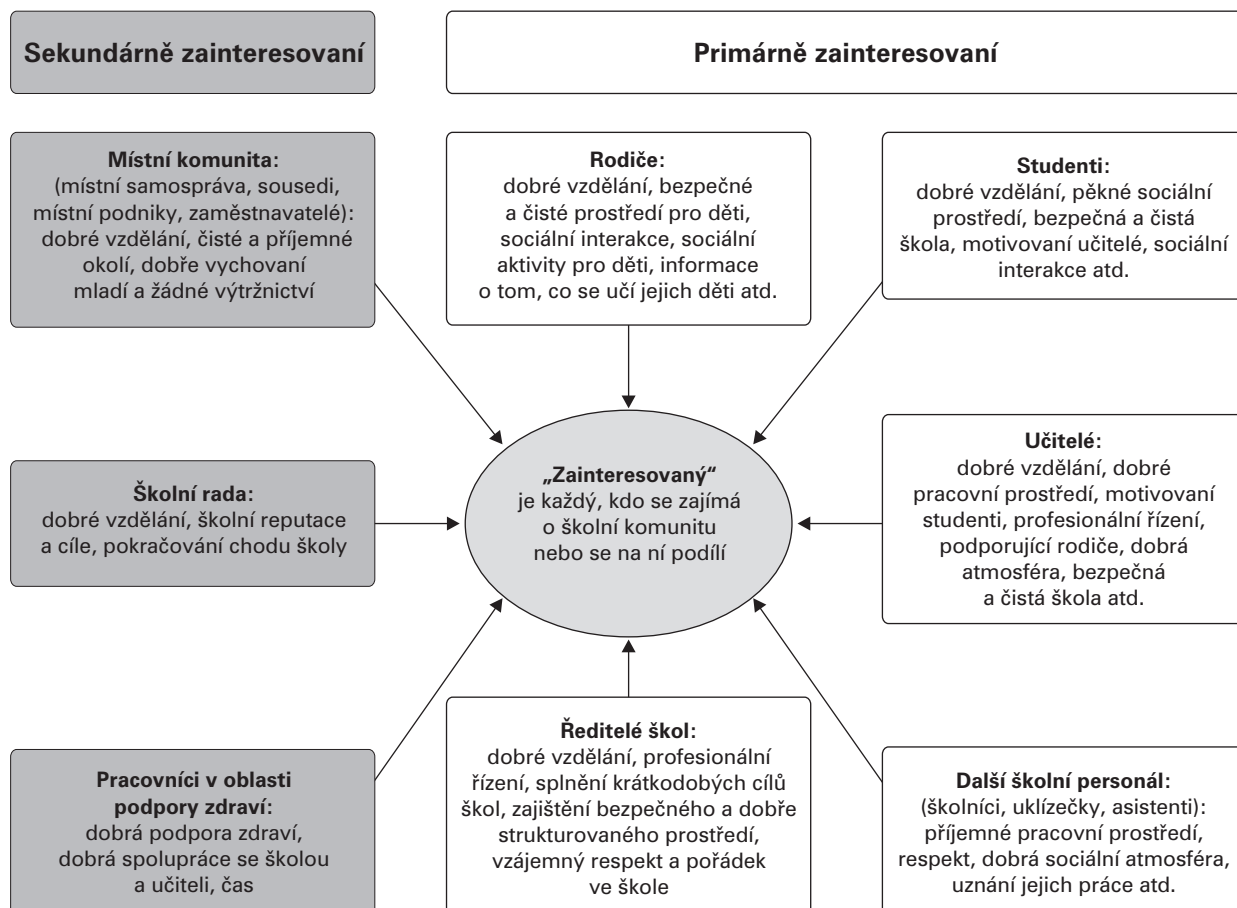 Sekundárně zainteresovaní
Primárně zainteresovaní
Místní komunita:
(místní samospráva, sousedi,
místní podniky, zaměstnavatelé):
dobré vzdělání, čisté a příjemné
okolí, dobře vychovaní
mladí a žádné výtržnictví
Rodiče:
dobré vzdělání, bezpečné
a čisté prostředí pro děti,
sociální interakce, sociální
aktivity pro děti, informace
o tom, co se učí jejich děti atd.
Studenti:
dobré vzdělání, pěkné sociální
prostředí, bezpečná a čistá
škola, motivovaní učitelé, sociální
interakce atd.
Školní rada:
dobré vzdělání, školní reputace
a cíle, pokračování chodu školy
„Zainteresovaný“
je každý, kdo se zajímá
o školní komunitu
nebo se na ní podílí
Učitelé:
dobré vzdělání, dobré
pracovní prostředí, motivovaní
studenti, profesionální řízení,
podporující rodiče, dobrá
atmosféra, bezpečná
a čistá škola atd.
Pracovníci v oblasti
podpory zdraví:
dobrá podpora zdraví,
dobrá spolupráce se školou
a učiteli, čas
Ředitelé škol:
dobré vzdělání, profesionální
řízení, splnění krátkodobých cílů
škol, zajištění bezpečného a dobře
strukturovaného prostředí,
vzájemný respekt a pořádek
ve škole
Další školní personál:
(školníci, uklízečky, asistenti):
příjemné pracovní prostředí,
respekt, dobrá sociální atmosféra,
uznání jejich práce atd.